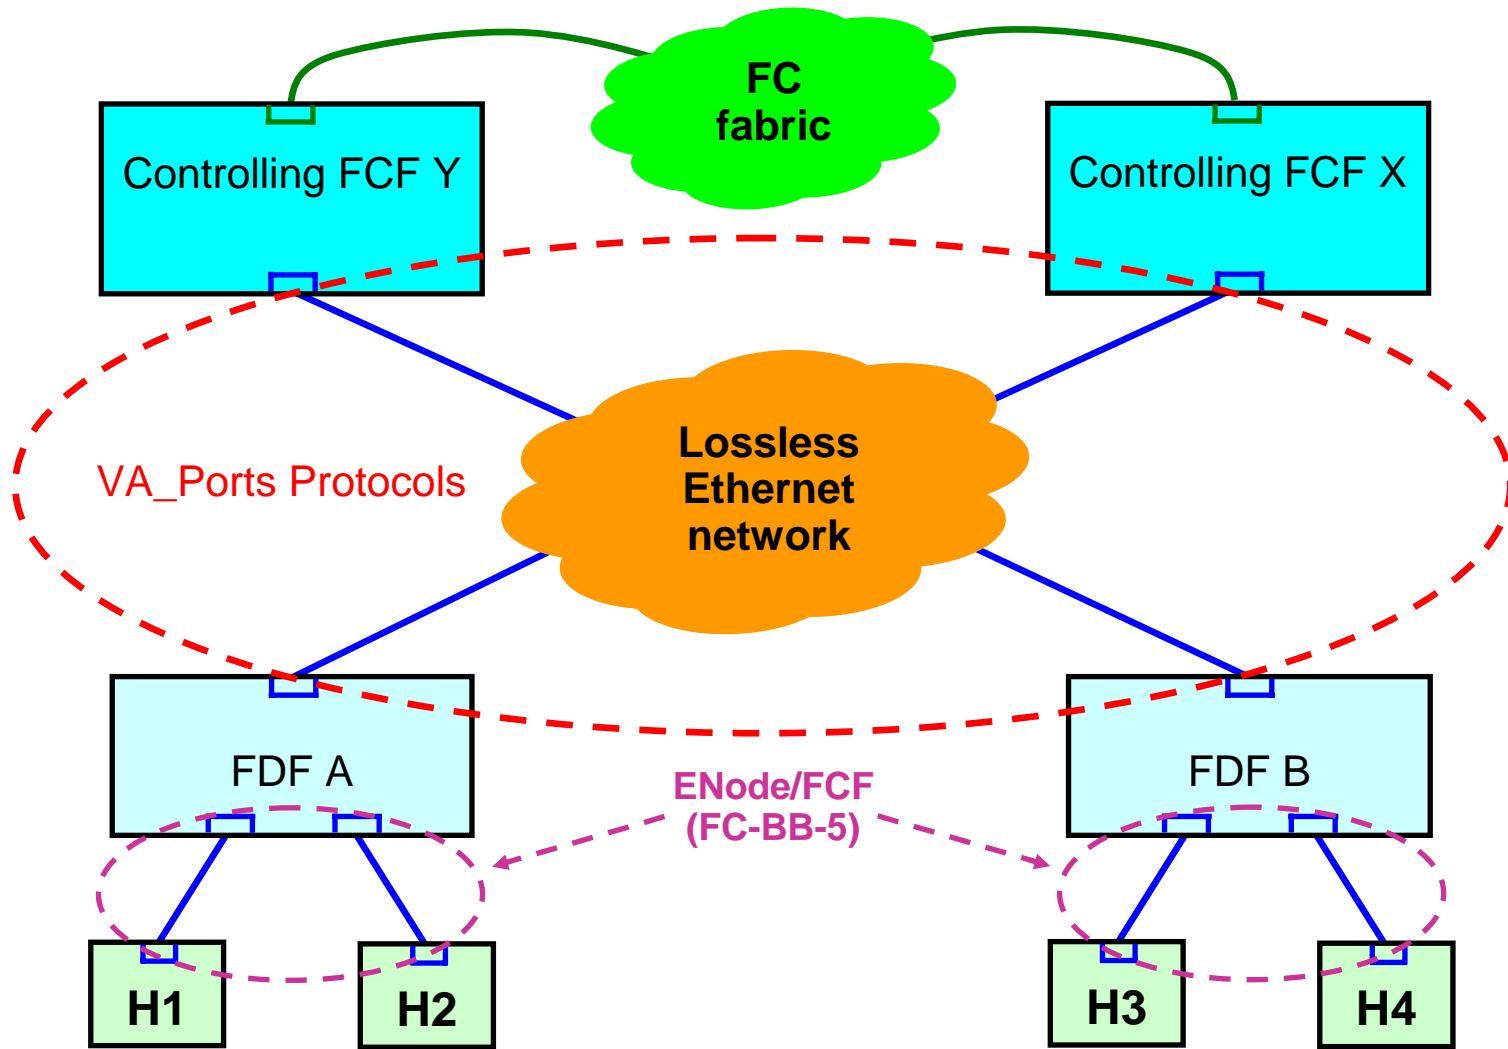 FC
fabric
Controlling FCF Y
Controlling FCF X
Lossless
Ethernet
network
VA_Ports Protocols
FDF A
ENode/FCF
(FC-BB-5)
FDF B
H1
H2
H3
H4